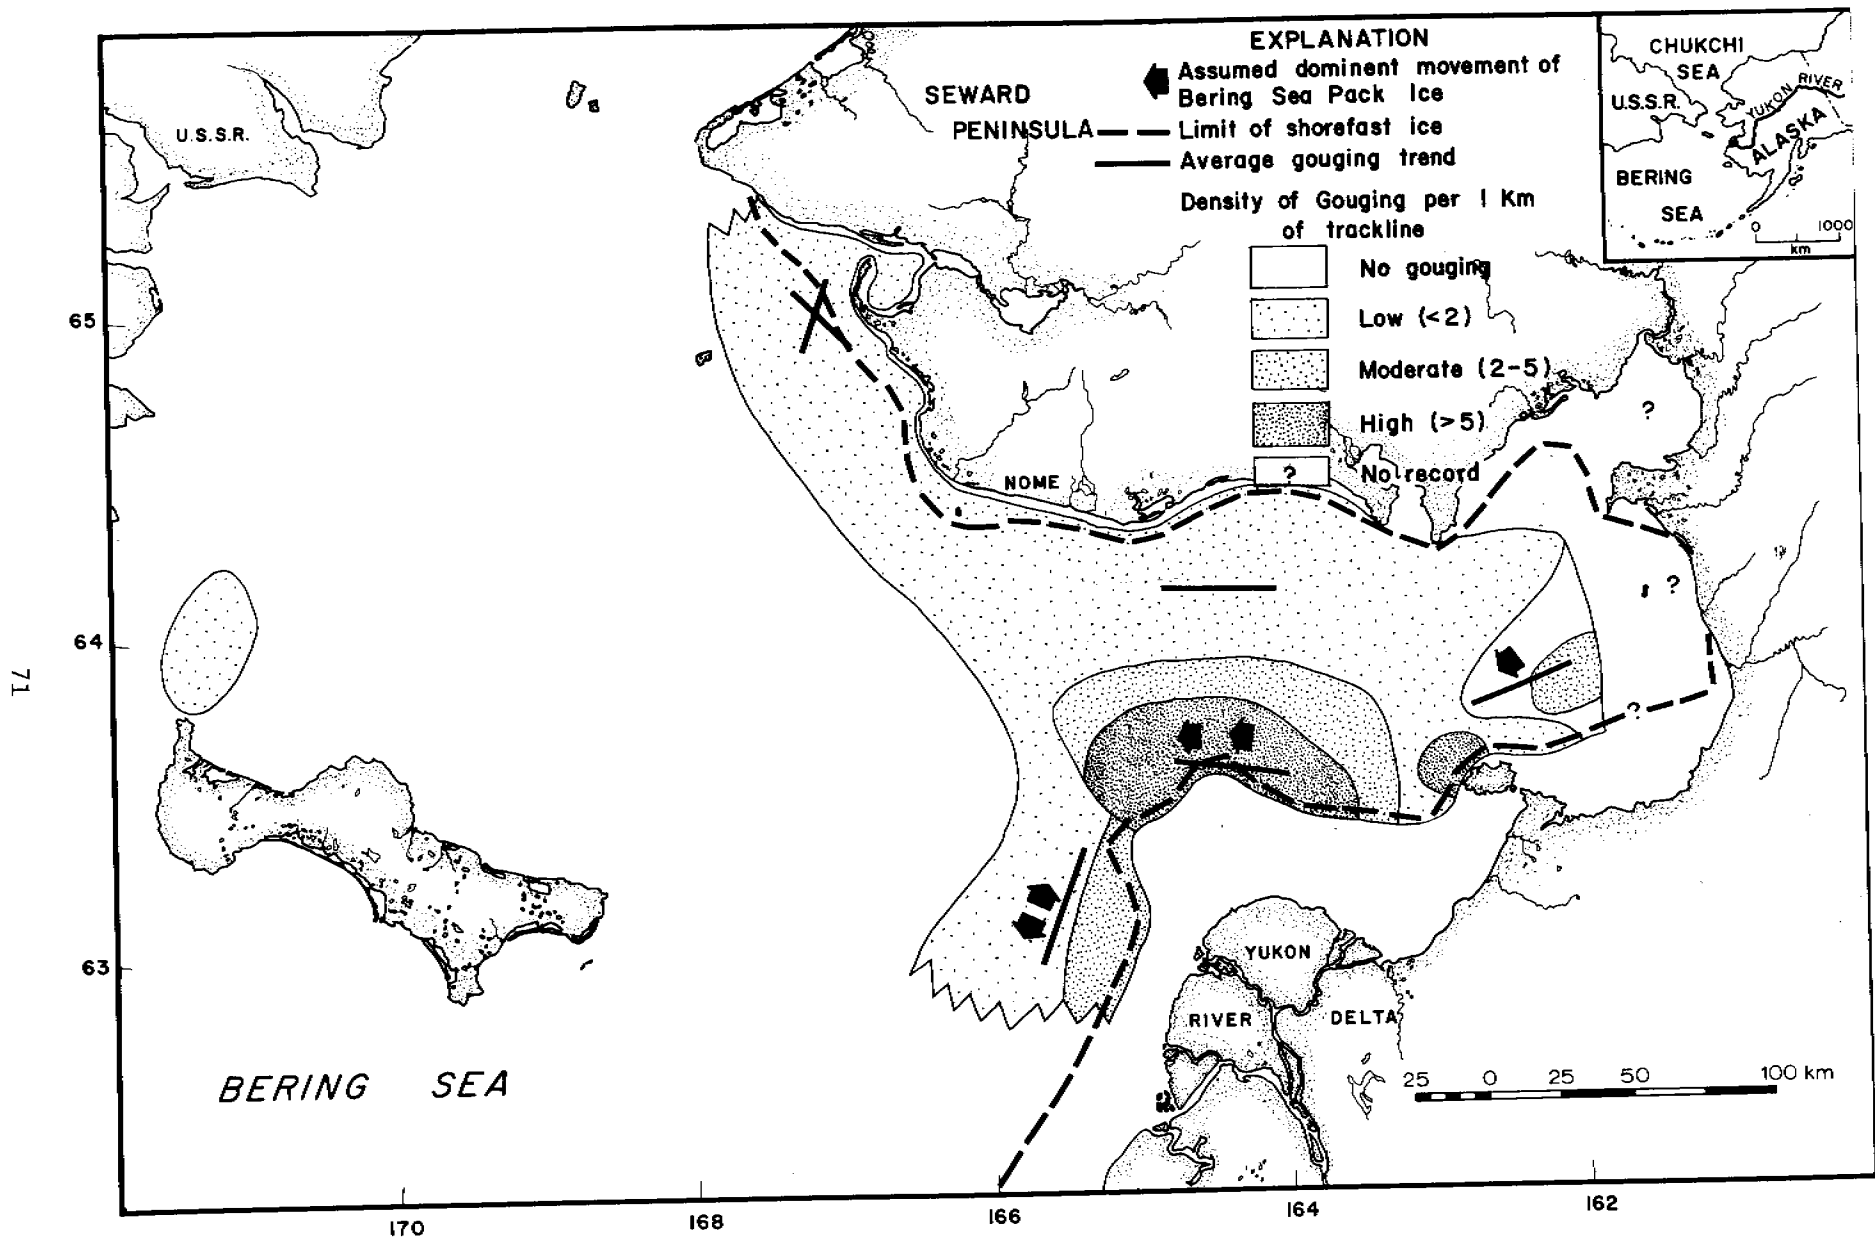 EXPLANATION
Assumed dominent movement of
Bering Sea Pack Ice
Limit of shorefast ice
Average gouging trend
Density of Gouging per 1 Km
of trackline
No gouging
Low (<2)
Moderate (2-5)
High (>5)
?
No record
CHUKCHI
SEA
U.S.S.R.
YUKON RIVER
ALASKA
BERING
SEA
0 1000
km
U.S.S.R.
SEWARD
PENINSULA
NOME
?
?
?
65
64
63
71
YUKON
RIVER
DELTA
BERING SEA
25 0 25 50 100 km
170
168
166
164
162